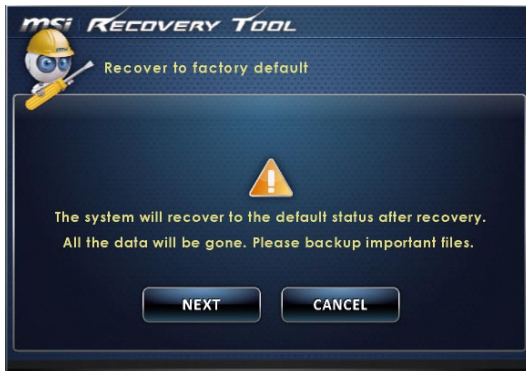 msi RECOVERY TOOL
Recover to factory default
The system will recover to the default status after recovery.
All the data will be gone. Please backup important files.
NEXT
CANCEL